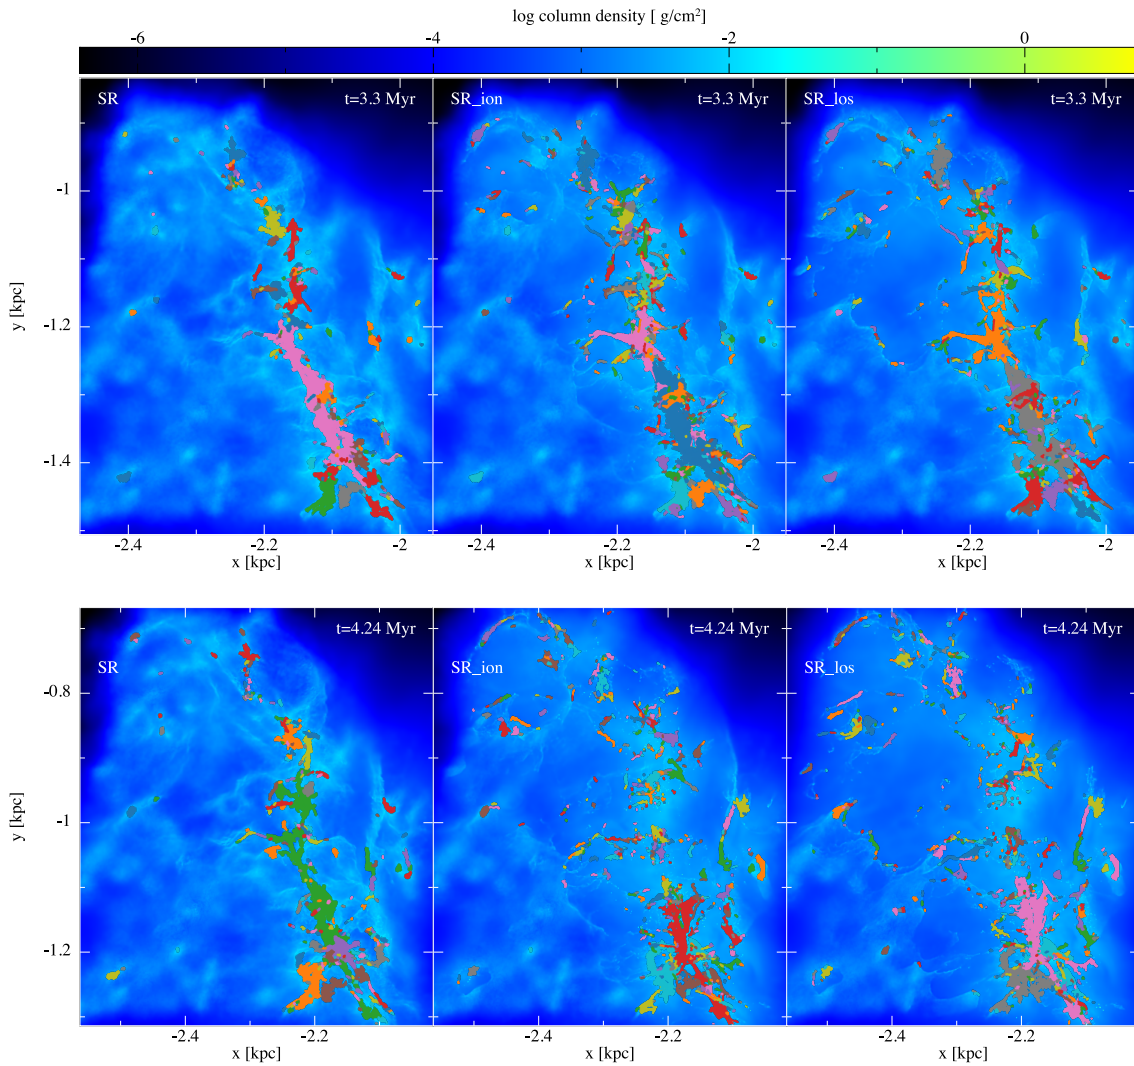 log column density [ g/cm²]
-6 -4 -2 0
SR t=3.3 Myr SR_ion t=3.3 Myr SR_los t=3.3 Myr
-1
-1.2
-1.4
y [kpc]
-2.4 -2.2 -2 -2.4 -2.2 -2 -2.4 -2.2 -2
x [kpc] x [kpc] x [kpc]
t=4.24 Myr t=4.24 Myr t=4.24 Myr
SR SR_ion SR_los
-0.8
-1
-1.2
y [kpc]
-2.4 -2.2 -2.4 -2.2 -2.4 -2.2
x [kpc] x [kpc] x [kpc]